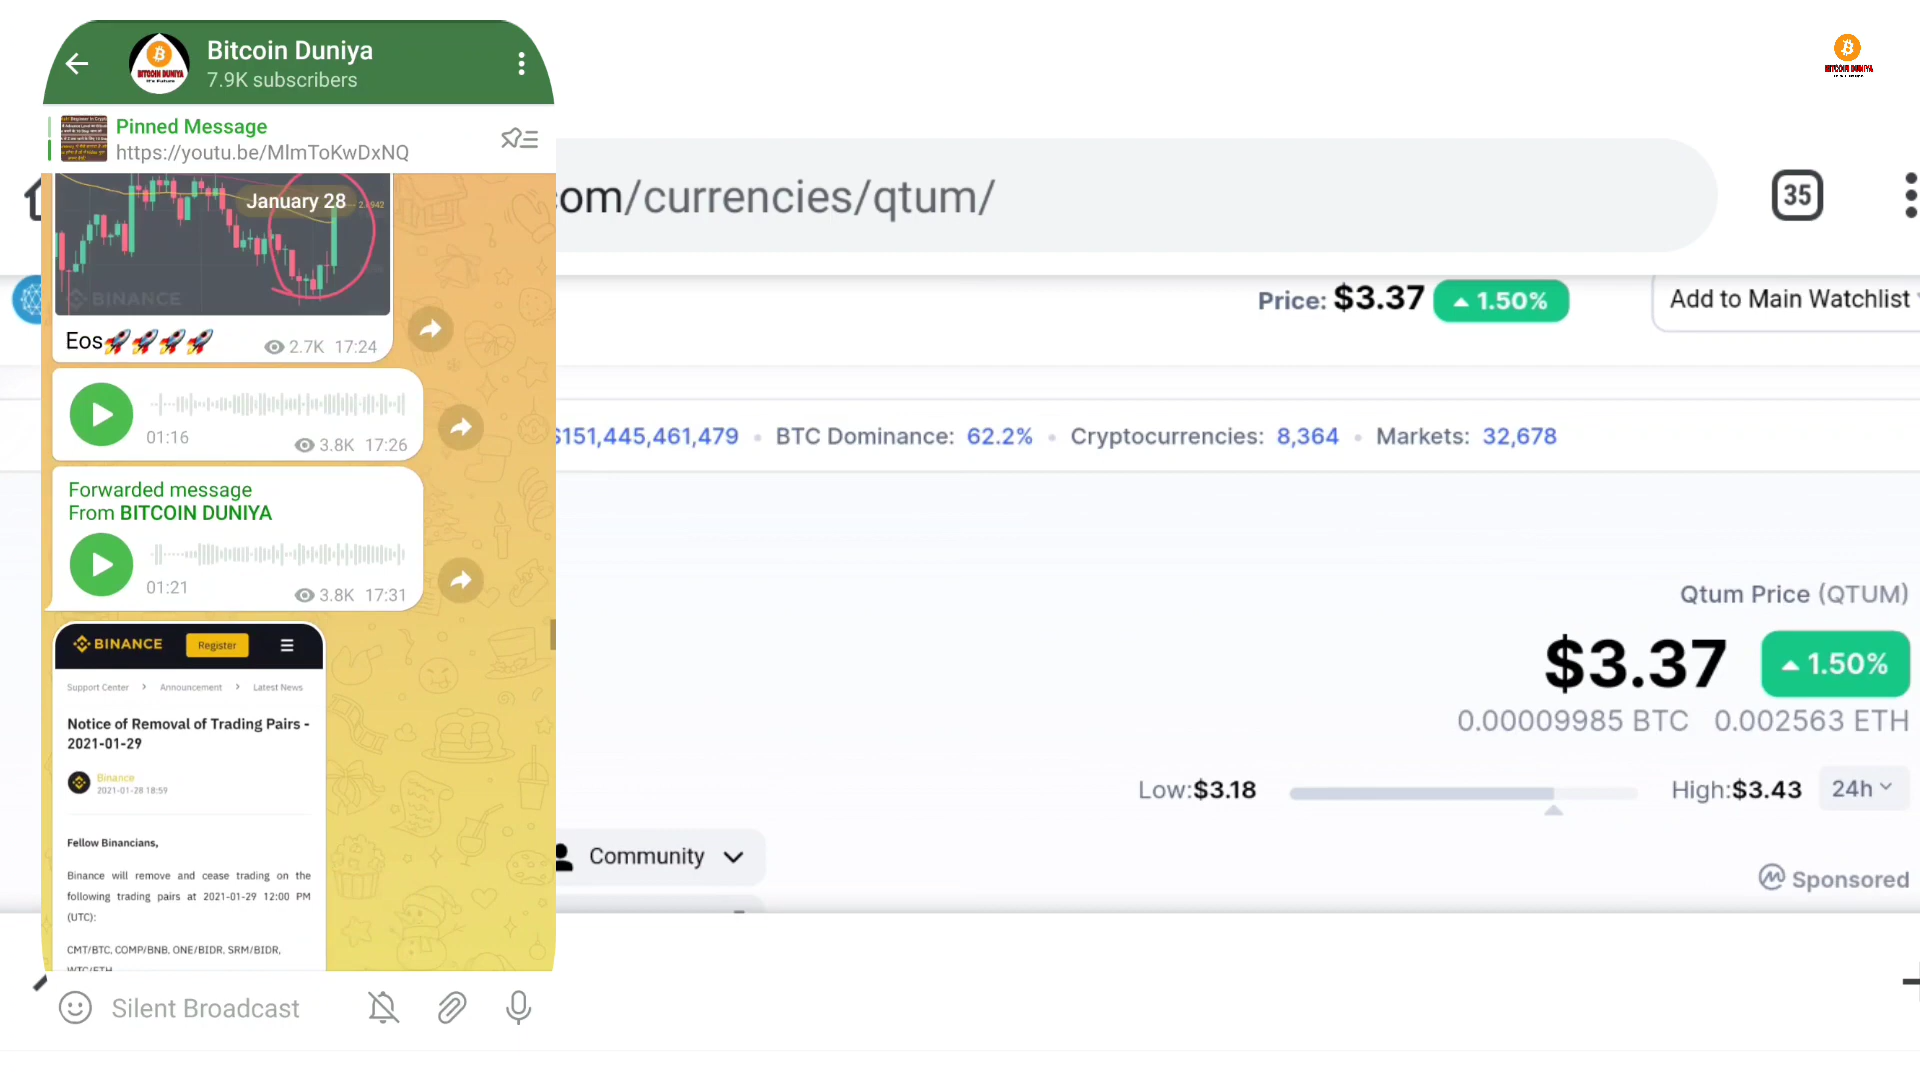 Bitcoin Duniya
7.9K subscribers
Pinned Message
https://youtu.be/MlmToKwDxNQ
January 28
BINANCE
Eos🚀🚀🚀🚀
2.7K 17:24
01:16
3.8K 17:26
Forwarded message
From BITCOIN DUNIYA
01:21
3.8K 17:31
BINANCE
Register
Support Center > Announcement > Latest News
Notice of Removal of Trading Pairs -
2021-01-29
Binance
2021-01-28 18:59
Fellow Binancians,
Binance will remove and cease trading on the
following trading pairs at 2021-01-29 12:00 PM
(UTC):
CMT/BTC, COMP/BNB, ONE/BIDR, SRM/BIDR,
WTC/ETH
Silent Broadcast
BITCOIN DUNIYA
com/currencies/qtum/
35
Price: $3.37 1.50%
Add to Main Watchlist
$151,445,461,479 • BTC Dominance: 62.2% • Cryptocurrencies: 8,364 • Markets: 32,678
Qtum Price (QTUM)
$3.37 1.50%
0.00009985 BTC 0.002563 ETH
Low:$3.18 High:$3.43 24h
Community
Sponsored